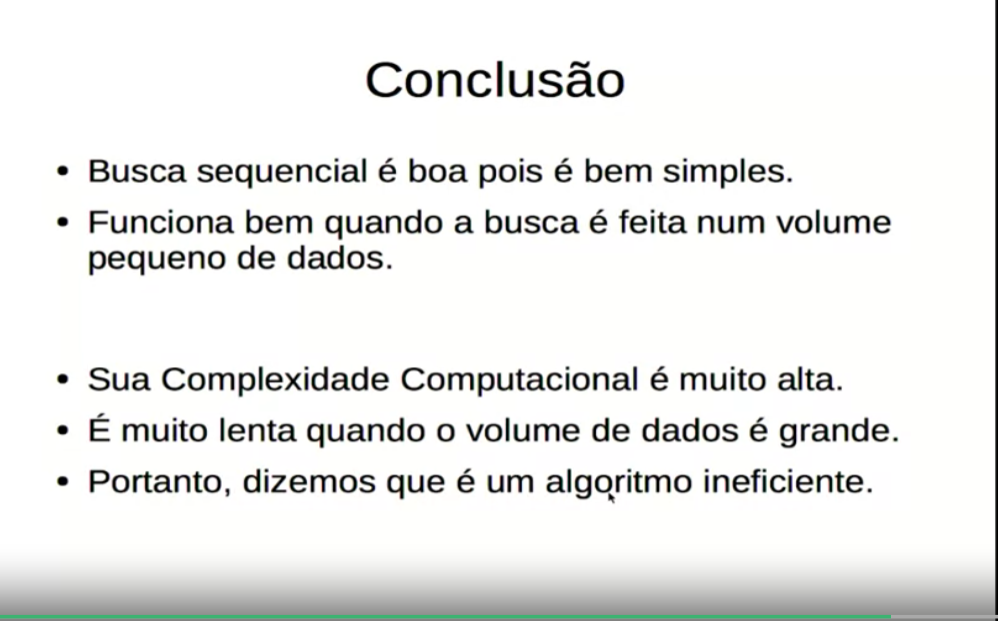 Conclusão
• Busca sequencial é boa pois é bem simples.
• Funciona bem quando a busca é feita num volume
pequeno de dados.
• Sua Complexidade Computacional é muito alta.
• É muito lenta quando o volume de dados é grande.
• Portanto, dizemos que é um algoritmo ineficiente.